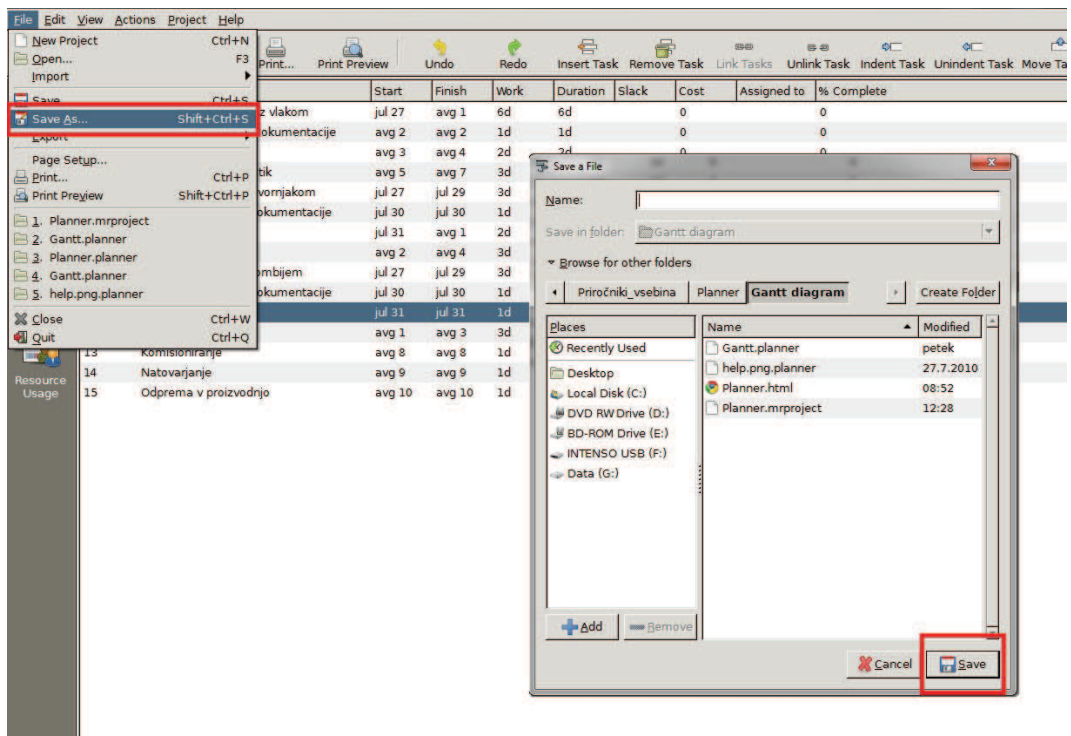 File Edit View Actions Project Help
New Project Ctrl+N
Open... F3
Import
Save Ctrl+S
Save As... Shift+Ctrl+S
Export
Page Setup...
Print... Ctrl+P
Print Preview Shift+Ctrl+P
1. Planner.mrproject
2. Gantt.planner
3. Planner.planner
4. Gantt.planner
5. help.png.planner
Close Ctrl+W
Quit Ctrl+Q
Print... Print Preview Undo Redo Insert Task Remove Task Link Tasks Unlink Task Indent Task Unindent Task Move Ta
Start Finish Work Duration Slack Cost Assigned to % Complete
z vlakom jul 27 avg 1 6d 6d 0 0
okumentacije avg 2 avg 2 1d 1d 0 0
avg 3 avg 4 2d 2d 0 0
tik avg 5 avg 7 3d
vornjakom jul 27 jul 29 3d
okumentacije jul 30 jul 30 1d
jul 31 avg 1 2d
avg 2 avg 4 3d
ombijem jul 27 jul 29 3d
okumentacije jul 30 jul 30 1d
jul 31 jul 31 1d
avg 1 avg 3 3d
13 Komisioniranje avg 8 avg 8 1d
14 Natovarjanje avg 9 avg 9 1d
15 Odprema v proizvodnjo avg 10 avg 10 1d
Resource
Usage
Save a File
Name:
Save in folder: Gantt diagram
Browse for other folders
Priročniki_vsebina Planner Gantt diagram Create Folder
Places
Recently Used
Desktop
Local Disk (C:)
DVD RW Drive (D:)
BD-ROM Drive (E:)
INTENSO USB (F:)
Data (G:)
Name Modified
Gantt.planner petek
help.png.planner 27.7.2010
Planner.html 08:52
Planner.mrproject 12:28
Add Remove
Cancel Save